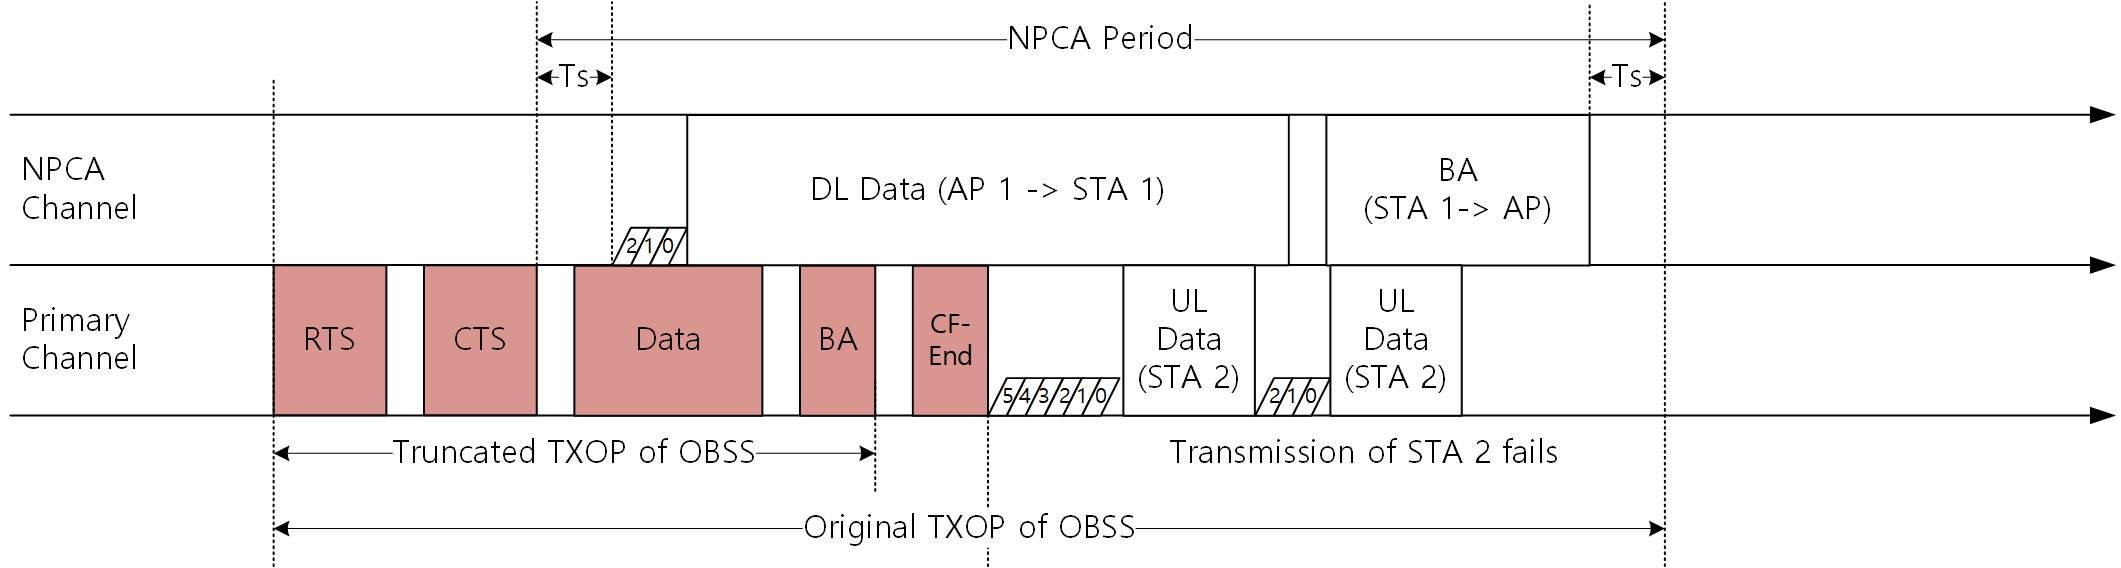 NPCA Period
Ts
Ts
NPCA
Channel
DL Data (AP 1 -> STA 1)
BA
(STA 1-> AP)
2 1 0
Primary
Channel
RTS
CTS
Data
BA
CF-
End
5 4 3 2 1 0
UL
Data
(STA 2)
2 1 0
UL
Data
(STA 2)
Truncated TXOP of OBSS
Transmission of STA 2 fails
Original TXOP of OBSS